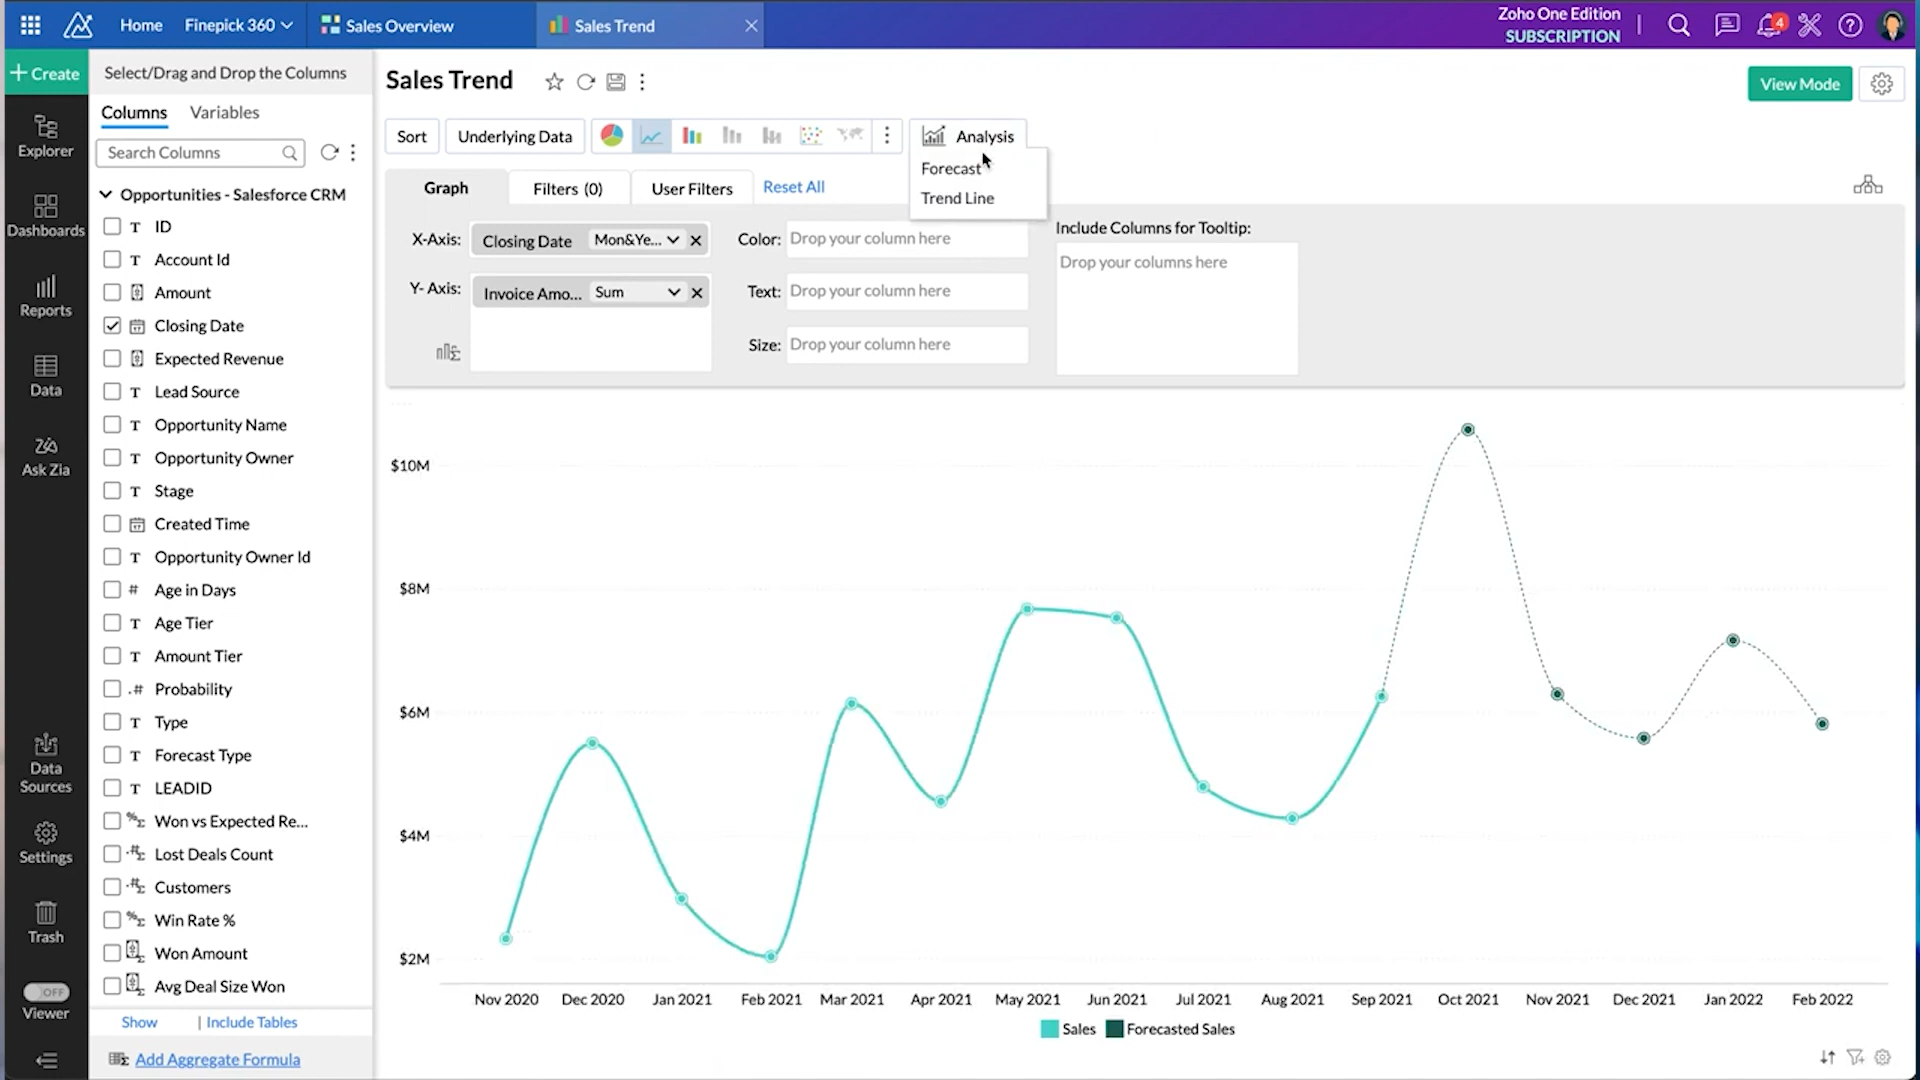 Home
Finepick 360
Sales Overview
Sales Trend
Zoho One Edition
SUBSCRIPTION
4
Create
Explorer
Dashboards
Reports
Data
Ask Zia
Data
Sources
Settings
Trash
OFF
Viewer
Select/Drag and Drop the Columns
Columns
Variables
Search Columns
Opportunities - Salesforce CRM
T ID
T Account Id
Amount
Closing Date
Expected Revenue
T Lead Source
T Opportunity Name
T Opportunity Owner
T Stage
Created Time
T Opportunity Owner Id
# Age in Days
T Age Tier
T Amount Tier
.# Probability
T Type
T Forecast Type
T LEADID
Won vs Expected Re...
Lost Deals Count
Customers
Win Rate %
Won Amount
Avg Deal Size Won
Show | Include Tables
Add Aggregate Formula
Sales Trend
View Mode
Sort
Underlying Data
Analysis
Forecast
Trend Line
Graph
Filters (0)
User Filters
Reset All
X-Axis:
Closing Date
Mon&Ye...
Y- Axis:
Invoice Amo...
Sum
Color:
Drop your column here
Text:
Drop your column here
Size:
Drop your column here
Include Columns for Tooltip:
Drop your columns here
$10M
$8M
$6M
$4M
$2M
Nov 2020
Dec 2020
Jan 2021
Feb 2021
Mar 2021
Apr 2021
May 2021
Jun 2021
Jul 2021
Aug 2021
Sep 2021
Oct 2021
Nov 2021
Dec 2021
Jan 2022
Feb 2022
Sales
Forecasted Sales